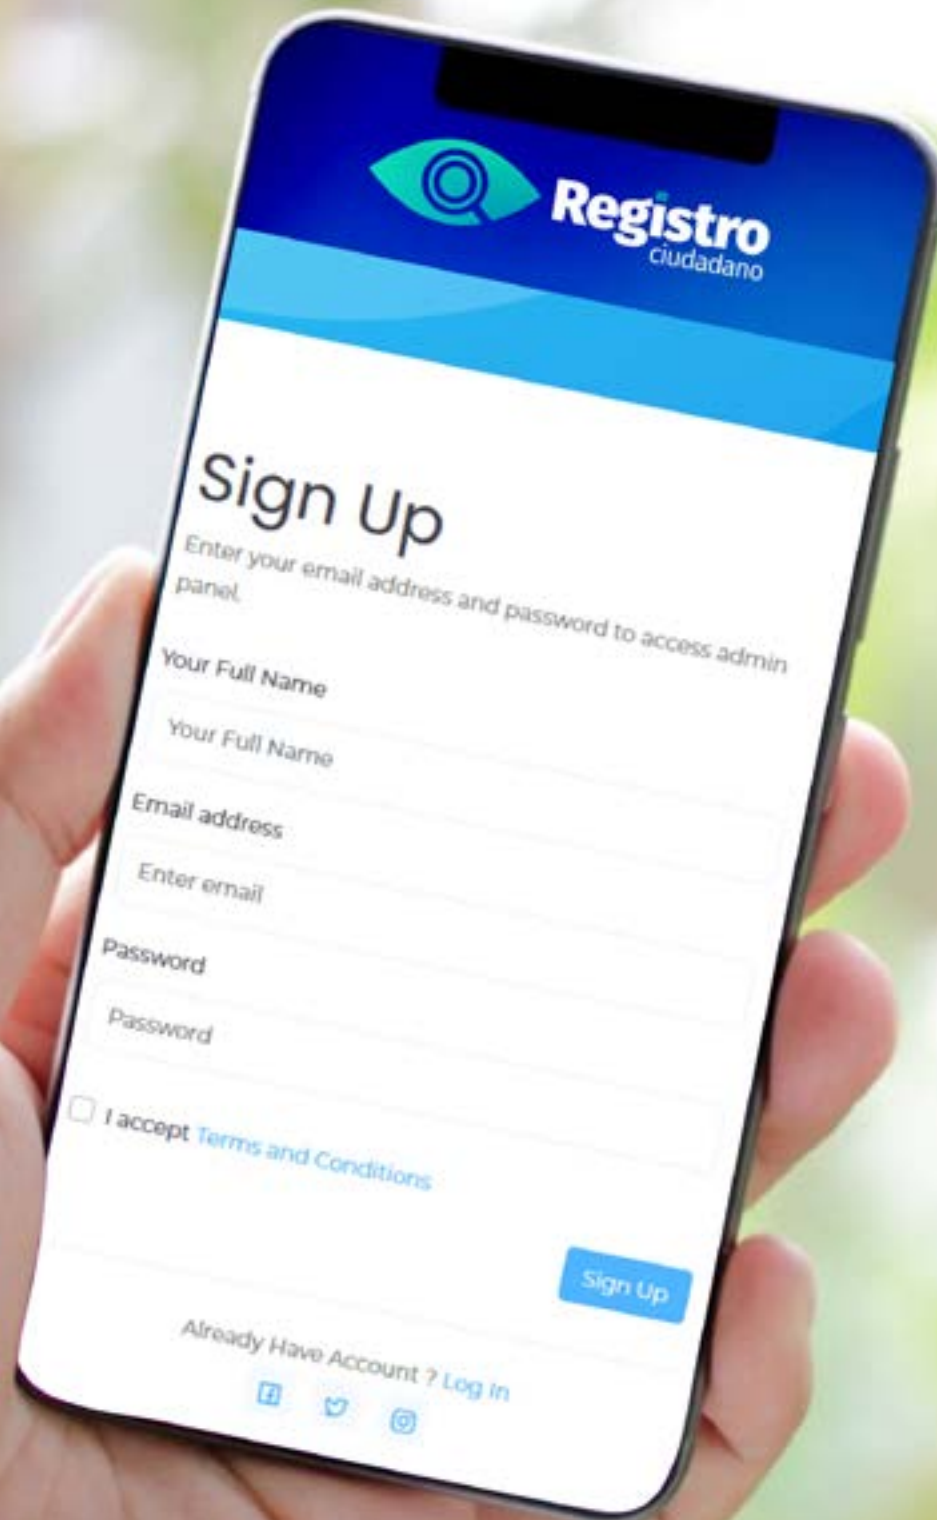 Registro
ciudadano
Sign Up
Enter your email address and password to access admin
panel.
Your Full Name
Your Full Name
Email address
Enter email
Password
Password
I accept Terms and Conditions
Sign Up
Already Have Account ? Log In